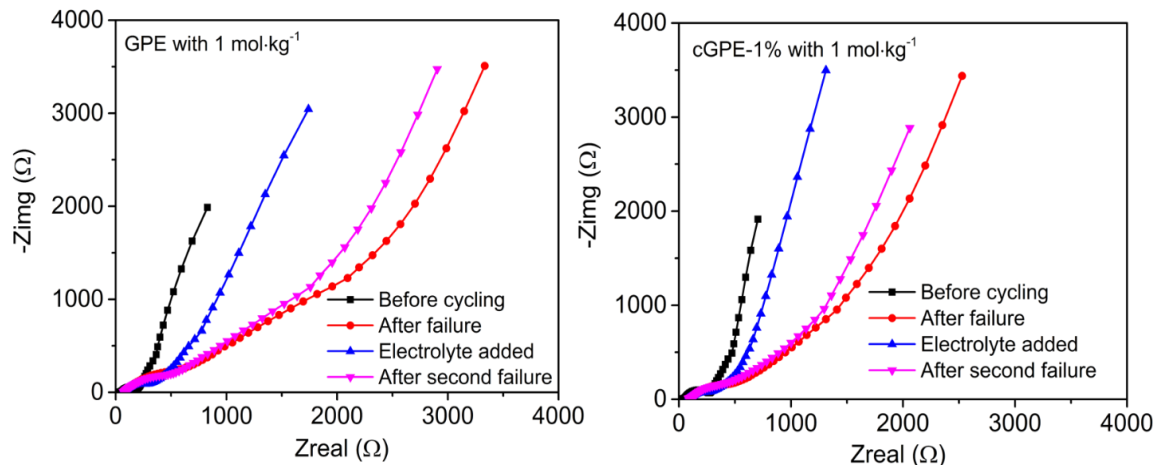 GPE with 1 mol·kg⁻¹
4000
3000
2000
1000
0
-Zimg (Ω)
Before cycling
After failure
Electrolyte added
After second failure
0 1000 2000 3000 4000
Zreal (Ω)
cGPE-1% with 1 mol·kg⁻¹
4000
3000
2000
1000
0
-Zimg (Ω)
Before cycling
After failure
Electrolyte added
After second failure
0 1000 2000 3000 4000
Zreal (Ω)